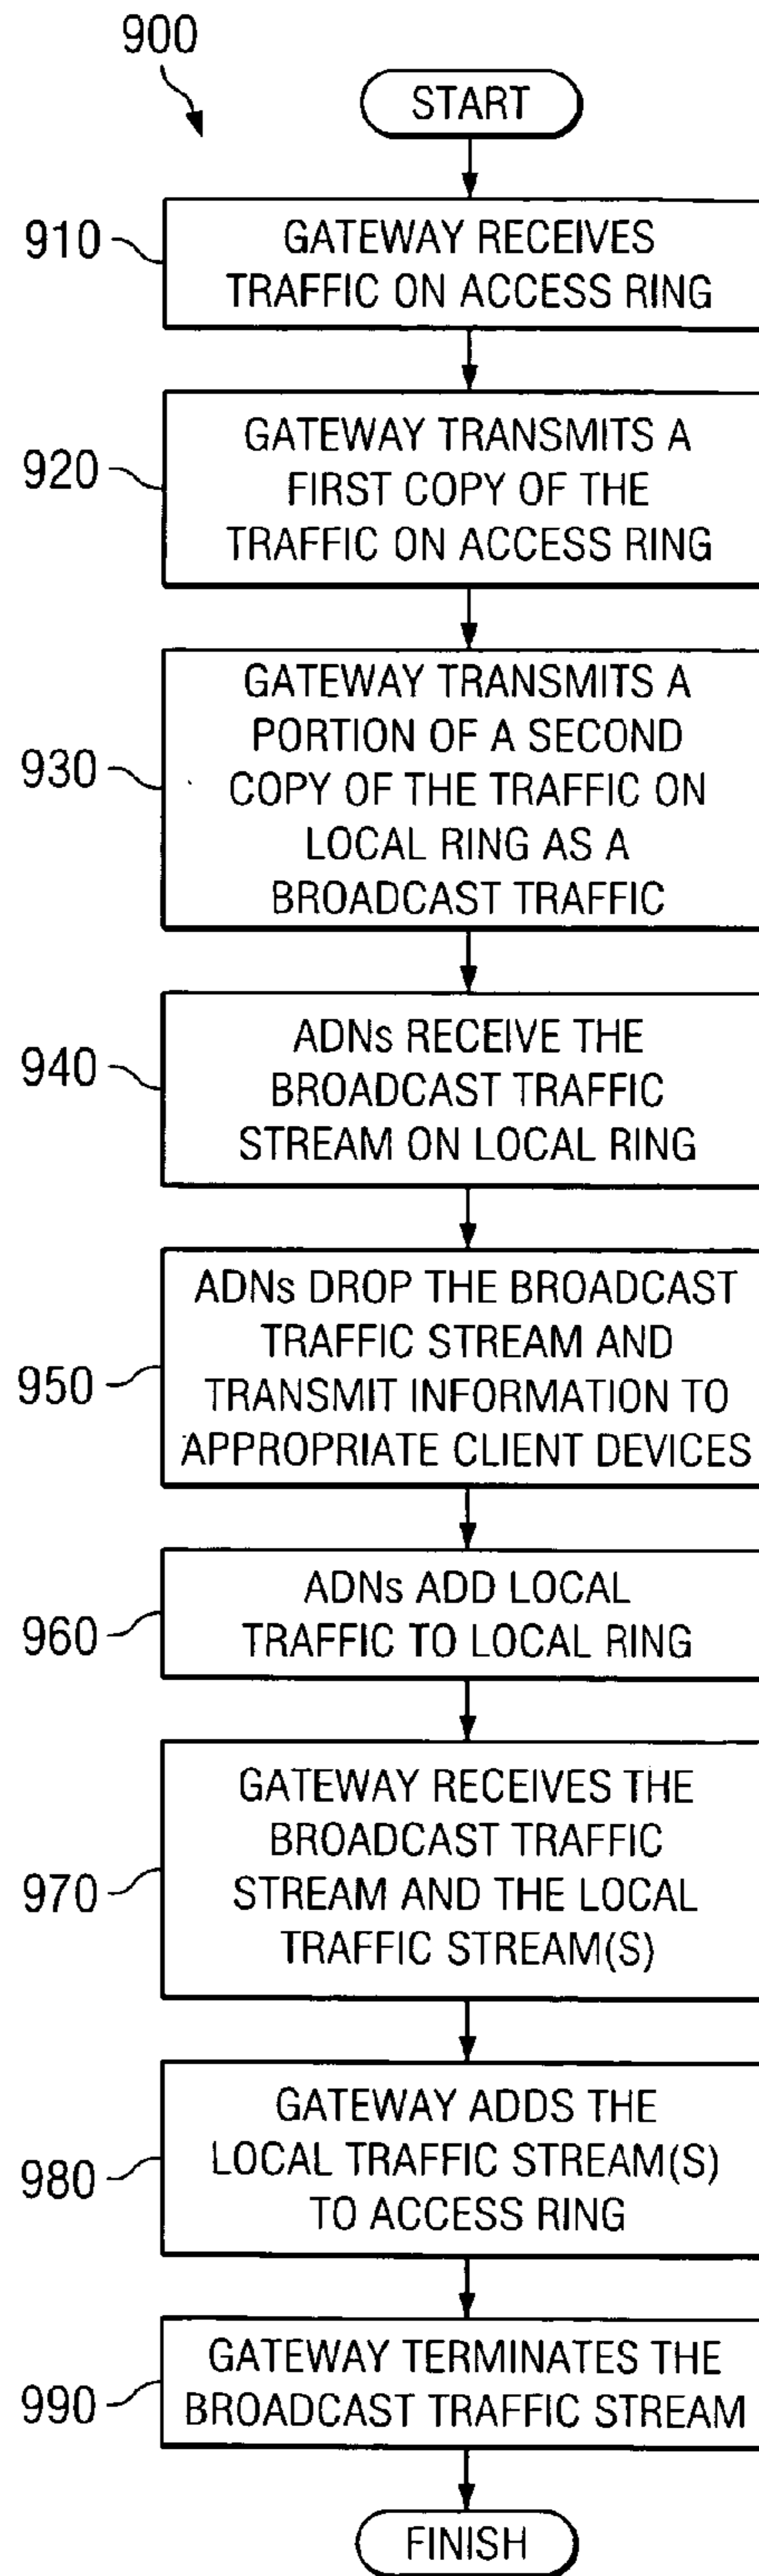 900
START
910
GATEWAY RECEIVES
TRAFFIC ON ACCESS RING
920
GATEWAY TRANSMITS A
FIRST COPY OF THE
TRAFFIC ON ACCESS RING
930
GATEWAY TRANSMITS A
PORTION OF A SECOND
COPY OF THE TRAFFIC ON
LOCAL RING AS A
BROADCAST TRAFFIC
940
ADNs RECEIVE THE
BROADCAST TRAFFIC
STREAM ON LOCAL RING
950
ADNs DROP THE BROADCAST
TRAFFIC STREAM AND
TRANSMIT INFORMATION TO
APPROPRIATE CLIENT DEVICES
960
ADNs ADD LOCAL
TRAFFIC TO LOCAL RING
970
GATEWAY RECEIVES THE
BROADCAST TRAFFIC
STREAM AND THE LOCAL
TRAFFIC STREAM(S)
980
GATEWAY ADDS THE
LOCAL TRAFFIC STREAM(S)
TO ACCESS RING
990
GATEWAY TERMINATES THE
BROADCAST TRAFFIC STREAM
FINISH